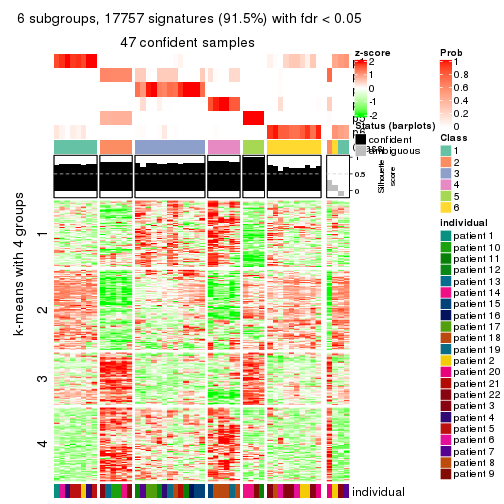 6 subgroups, 17757 signatures (91.5%) with fdr < 0.05
47 confident samples
k-means with 4 groups
1
2
3
4
1
0.5
0
Silhouette
score
individual
z-score
2
1
0
-1
-2
Status (barplots)
confident
ambiguous
Prob
1
0.8
0.6
0.4
0.2
0
Class
1
2
3
4
5
6
individual
patient 1
patient 10
patient 11
patient 12
patient 13
patient 14
patient 15
patient 16
patient 17
patient 18
patient 19
patient 2
patient 20
patient 21
patient 22
patient 3
patient 4
patient 5
patient 6
patient 7
patient 8
patient 9